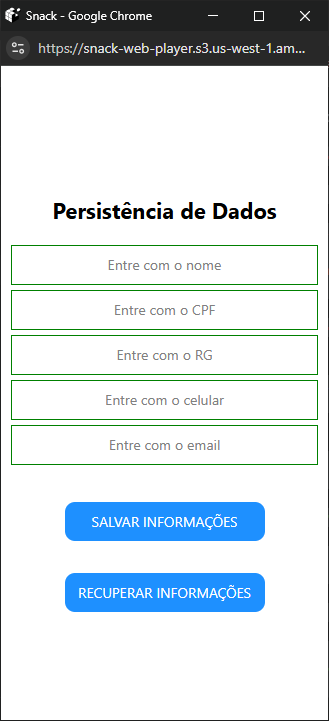 Snack - Google Chrome
https://snack-web-player.s3.us-west-1.am...
Persistência de Dados
Entre com o nome
Entre com o CPF
Entre com o RG
Entre com o celular
Entre com o email
SALVAR INFORMAÇÕES
RECUPERAR INFORMAÇÕES